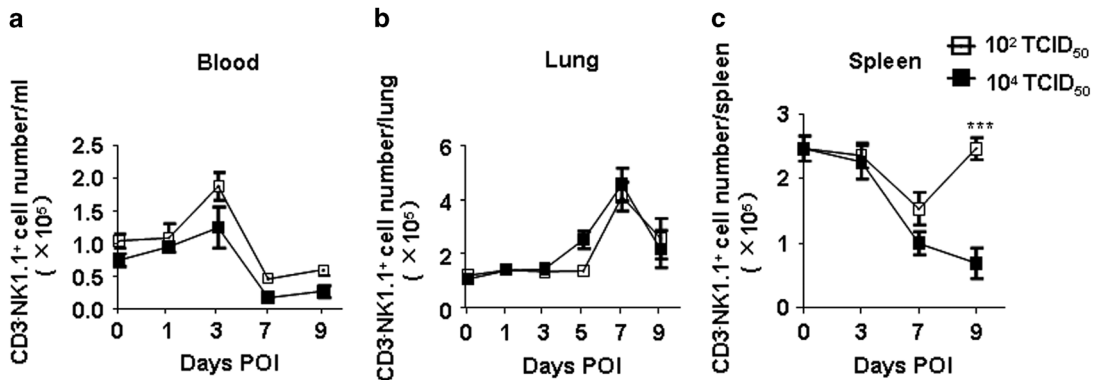 a
Blood
CD3⁻NK1.1⁺ cell number/ml
( ×10⁵)
2.5
2.0
1.5
1.0
0.5
0.0
0 1 3 7 9
Days POI
b
Lung
CD3⁻NK1.1⁺ cell number/lung
( ×10⁵)
6
4
2
0
0 1 3 5 7 9
Days POI
c
Spleen
10² TCID₅₀
10⁴ TCID₅₀
CD3⁻NK1.1⁺ cell number/spleen
( ×10⁵)
3
2
1
0
***
0 3 7 9
Days POI